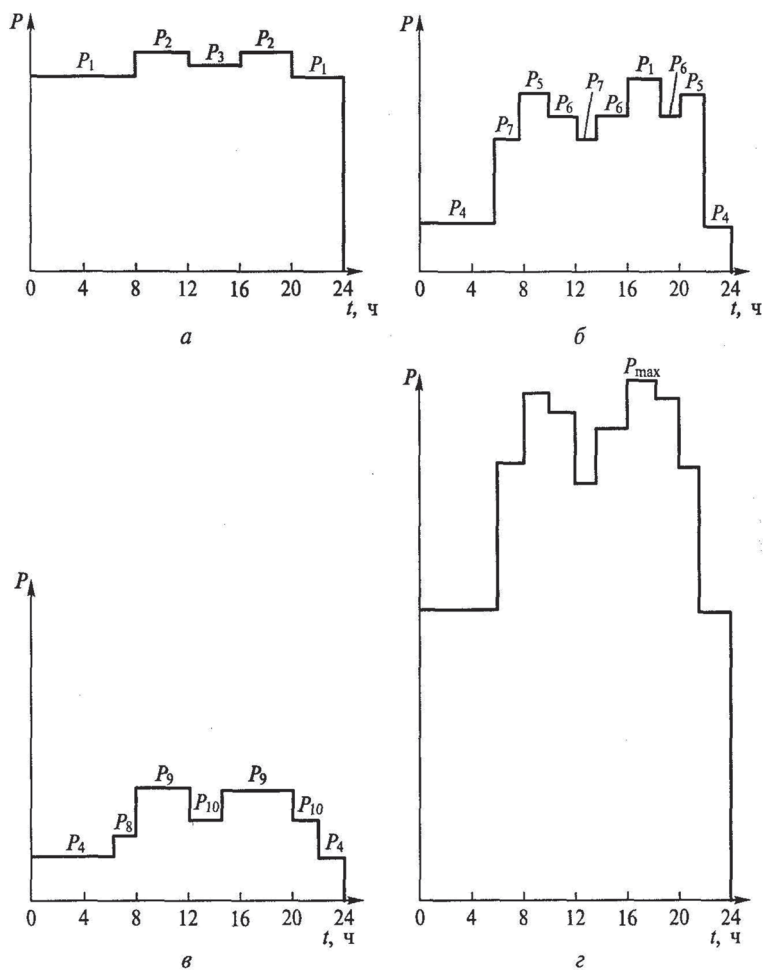 P
P₁ P₂ P₃ P₂ P₁
0 4 8 12 16 20 24
t, ч
а
P
P₄ P₇ P₅ P₆ P₇ P₆ P₁ P₆ P₅ P₄
0 4 8 12 16 20 24
t, ч
б
P
P₄ P₈ P₉ P₁₀ P₉ P₁₀ P₄
0 4 8 12 16 20 24
t, ч
в
P
Pmax
0 4 8 12 16 20 24
t, ч
г